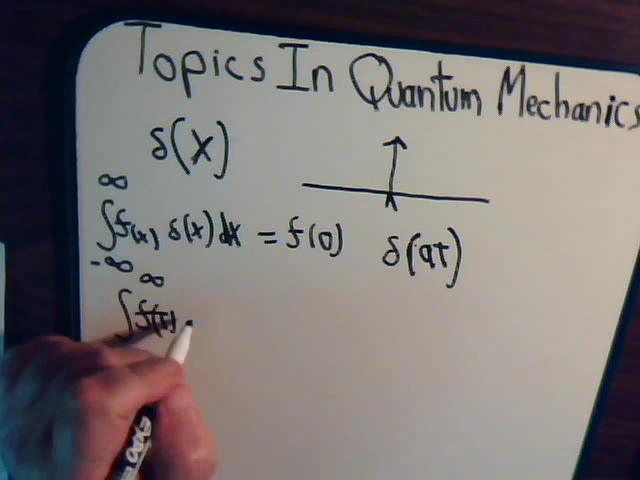 Topics In Quantum Mechanics
δ(x)
∞
∫f(x) δ(x)dx = f(0) δ(at)
-∞
∞
∫f(t)